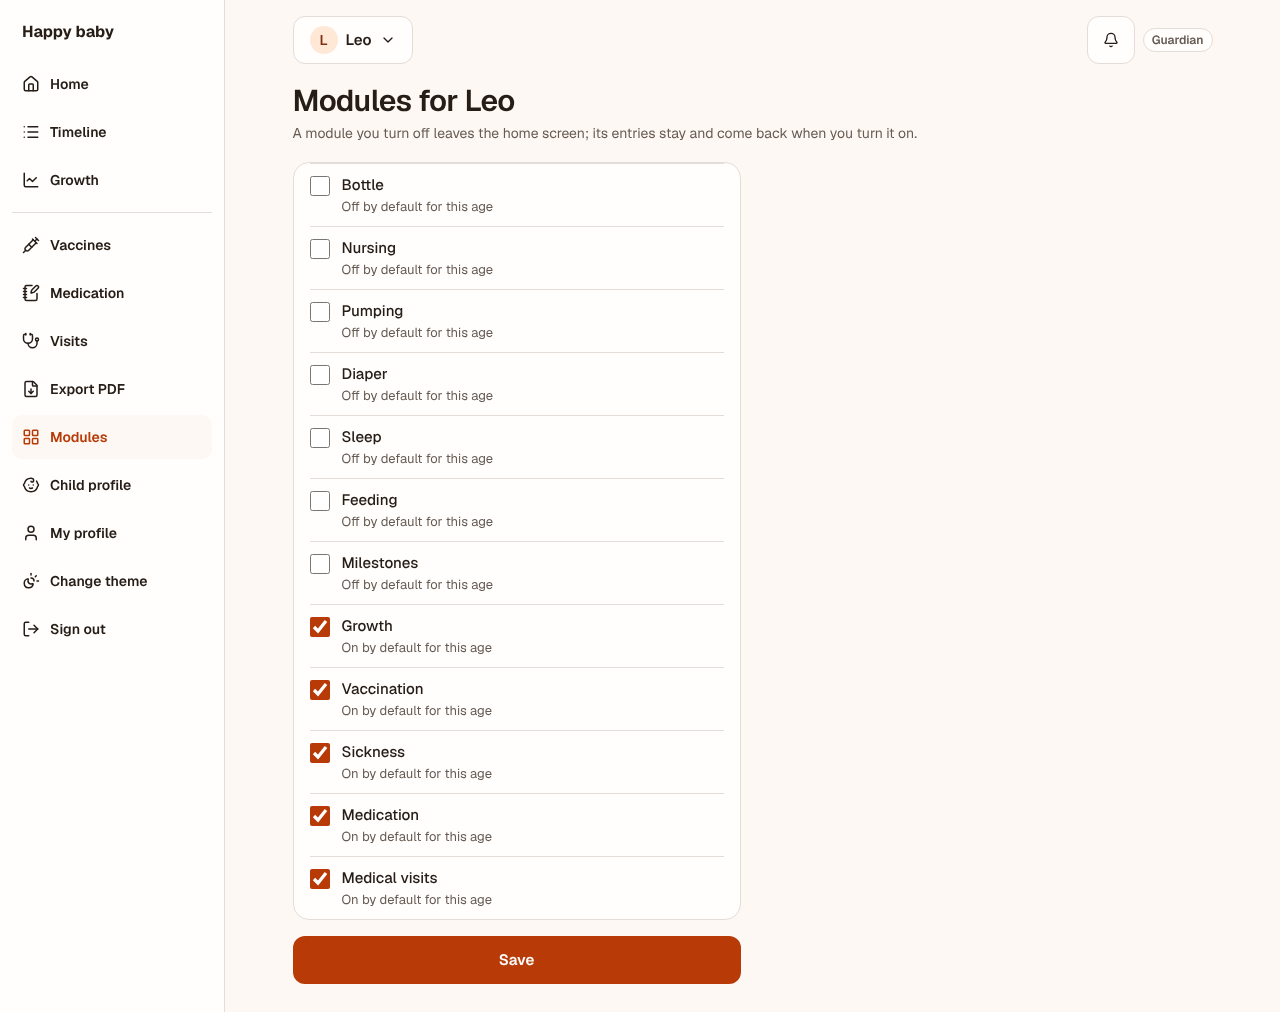 Happy baby
Home
Timeline
Growth
Vaccines
Medication
Visits
Export PDF
Modules
Child profile
My profile
Change theme
Sign out
L Leo
Guardian
Modules for Leo
A module you turn off leaves the home screen; its entries stay and come back when you turn it on.
Bottle
Off by default for this age
Nursing
Off by default for this age
Pumping
Off by default for this age
Diaper
Off by default for this age
Sleep
Off by default for this age
Feeding
Off by default for this age
Milestones
Off by default for this age
Growth
On by default for this age
Vaccination
On by default for this age
Sickness
On by default for this age
Medication
On by default for this age
Medical visits
On by default for this age
Save